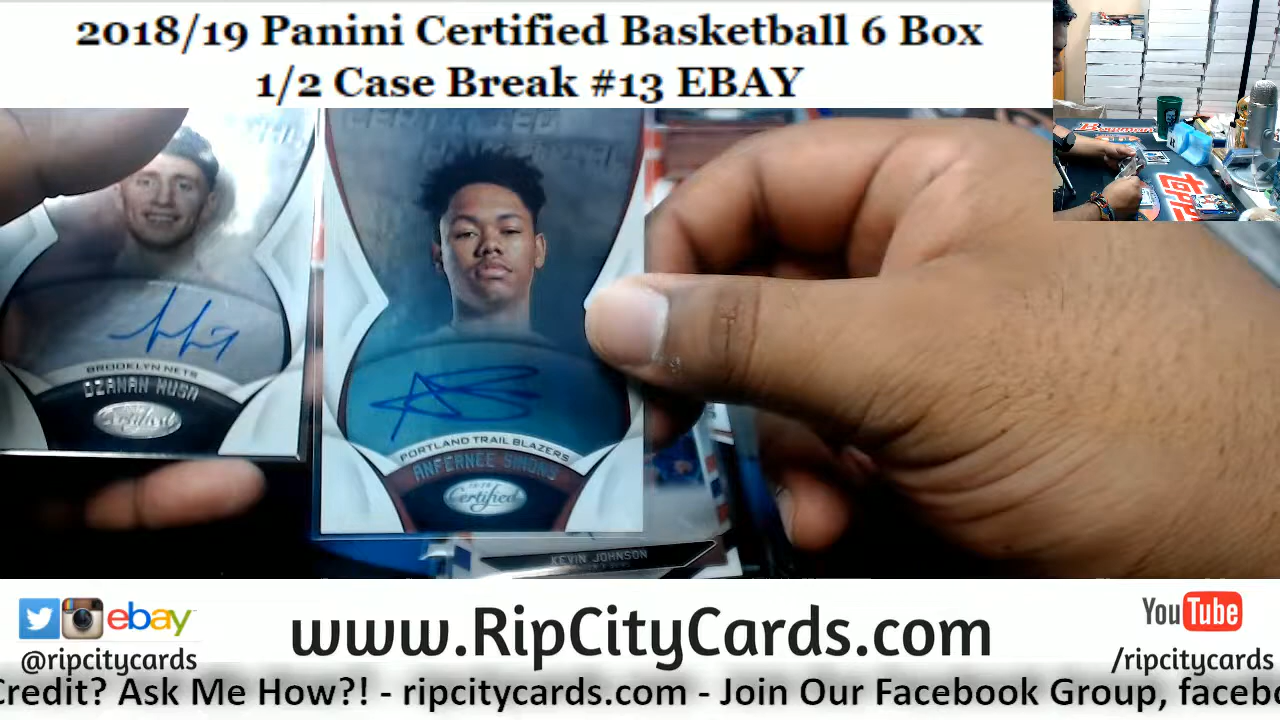 2018/19 Panini Certified Basketball 6 Box
1/2 Case Break #13 EBAY
BROOKLYN NETS
DZANAN MUSA
Certified
PORTLAND TRAIL BLAZERS
ANFERNEE SIMONS
Certified
KEVIN JOHNSON
ebay
@ripcitycards
www.RipCityCards.com
YouTube
/ripcitycards
Credit? Ask Me How?! - ripcitycards.com - Join Our Facebook Group, facebo